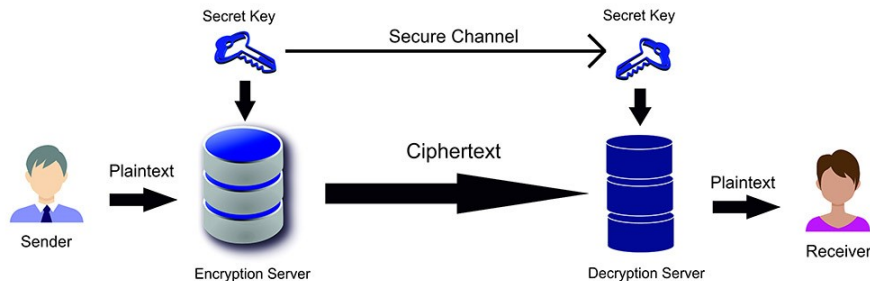 Secret Key
Secret Key
Secure Channel
Plaintext
Ciphertext
Plaintext
Sender
Receiver
Encryption Server
Decryption Server